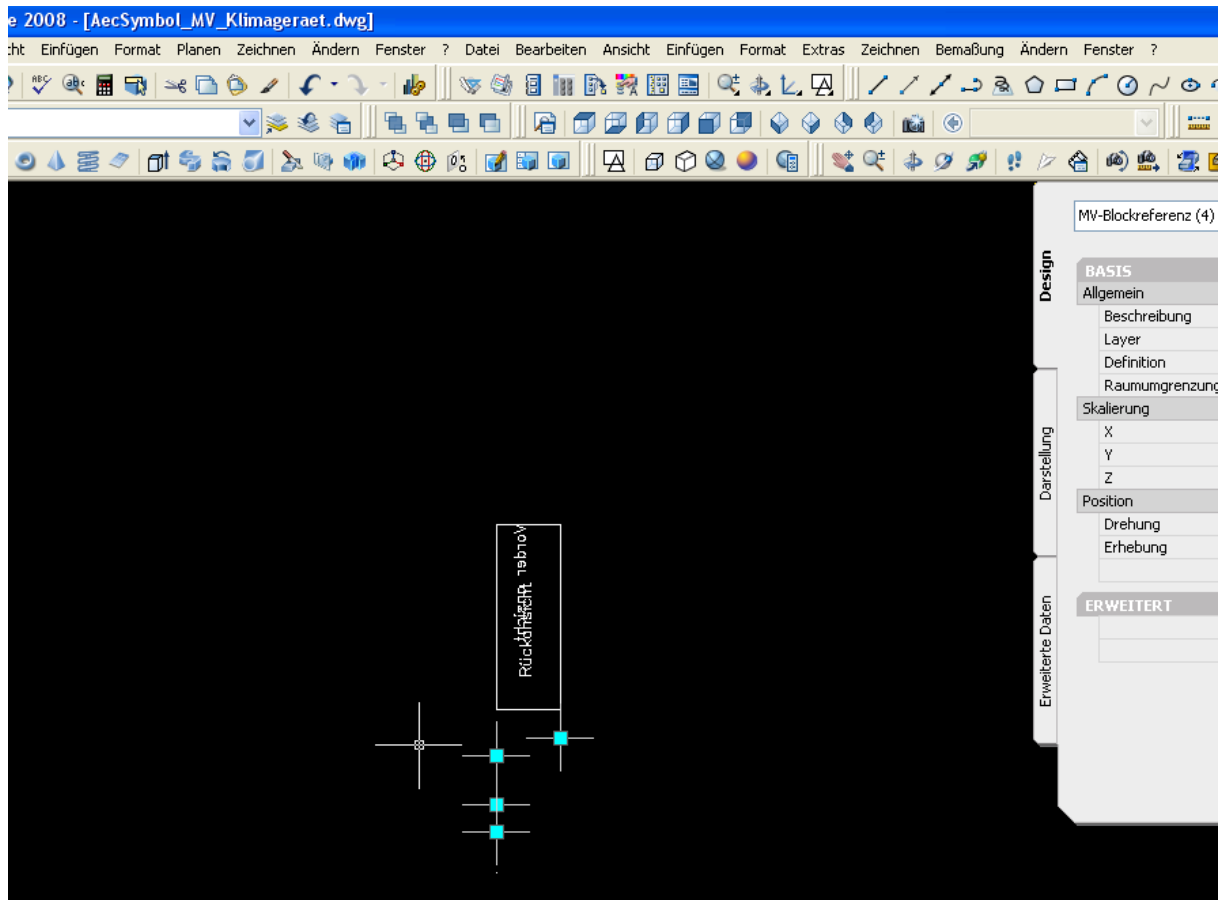 e 2008 - [AecSymbol_MV_Klimageraet.dwg]
cht Einfügen Format Planen Zeichnen Ändern Fenster ? Datei Bearbeiten Ansicht Einfügen Format Extras Zeichnen Bemaßung Ändern Fenster ?
MV-Blockreferenz (4)
Design
BASIS
Allgemein
Beschreibung
Layer
Definition
Raumumgrenzung
Skalierung
X
Y
Z
Position
Drehung
Erhebung
Darstellung
ERWEITERT
Erweiterte Daten
Vorder
Rückansicht